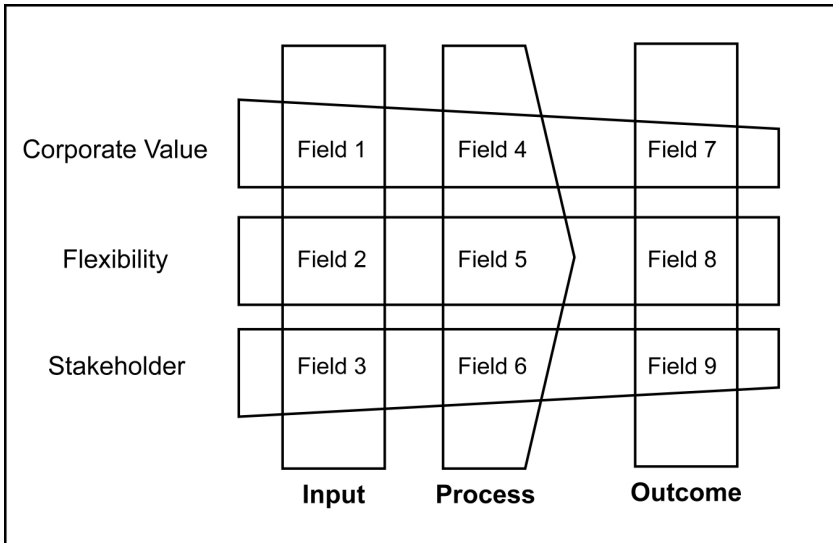 Corporate Value Field 1 Field 4 Field 7
Flexibility Field 2 Field 5 Field 8
Stakeholder Field 3 Field 6 Field 9
Input Process Outcome